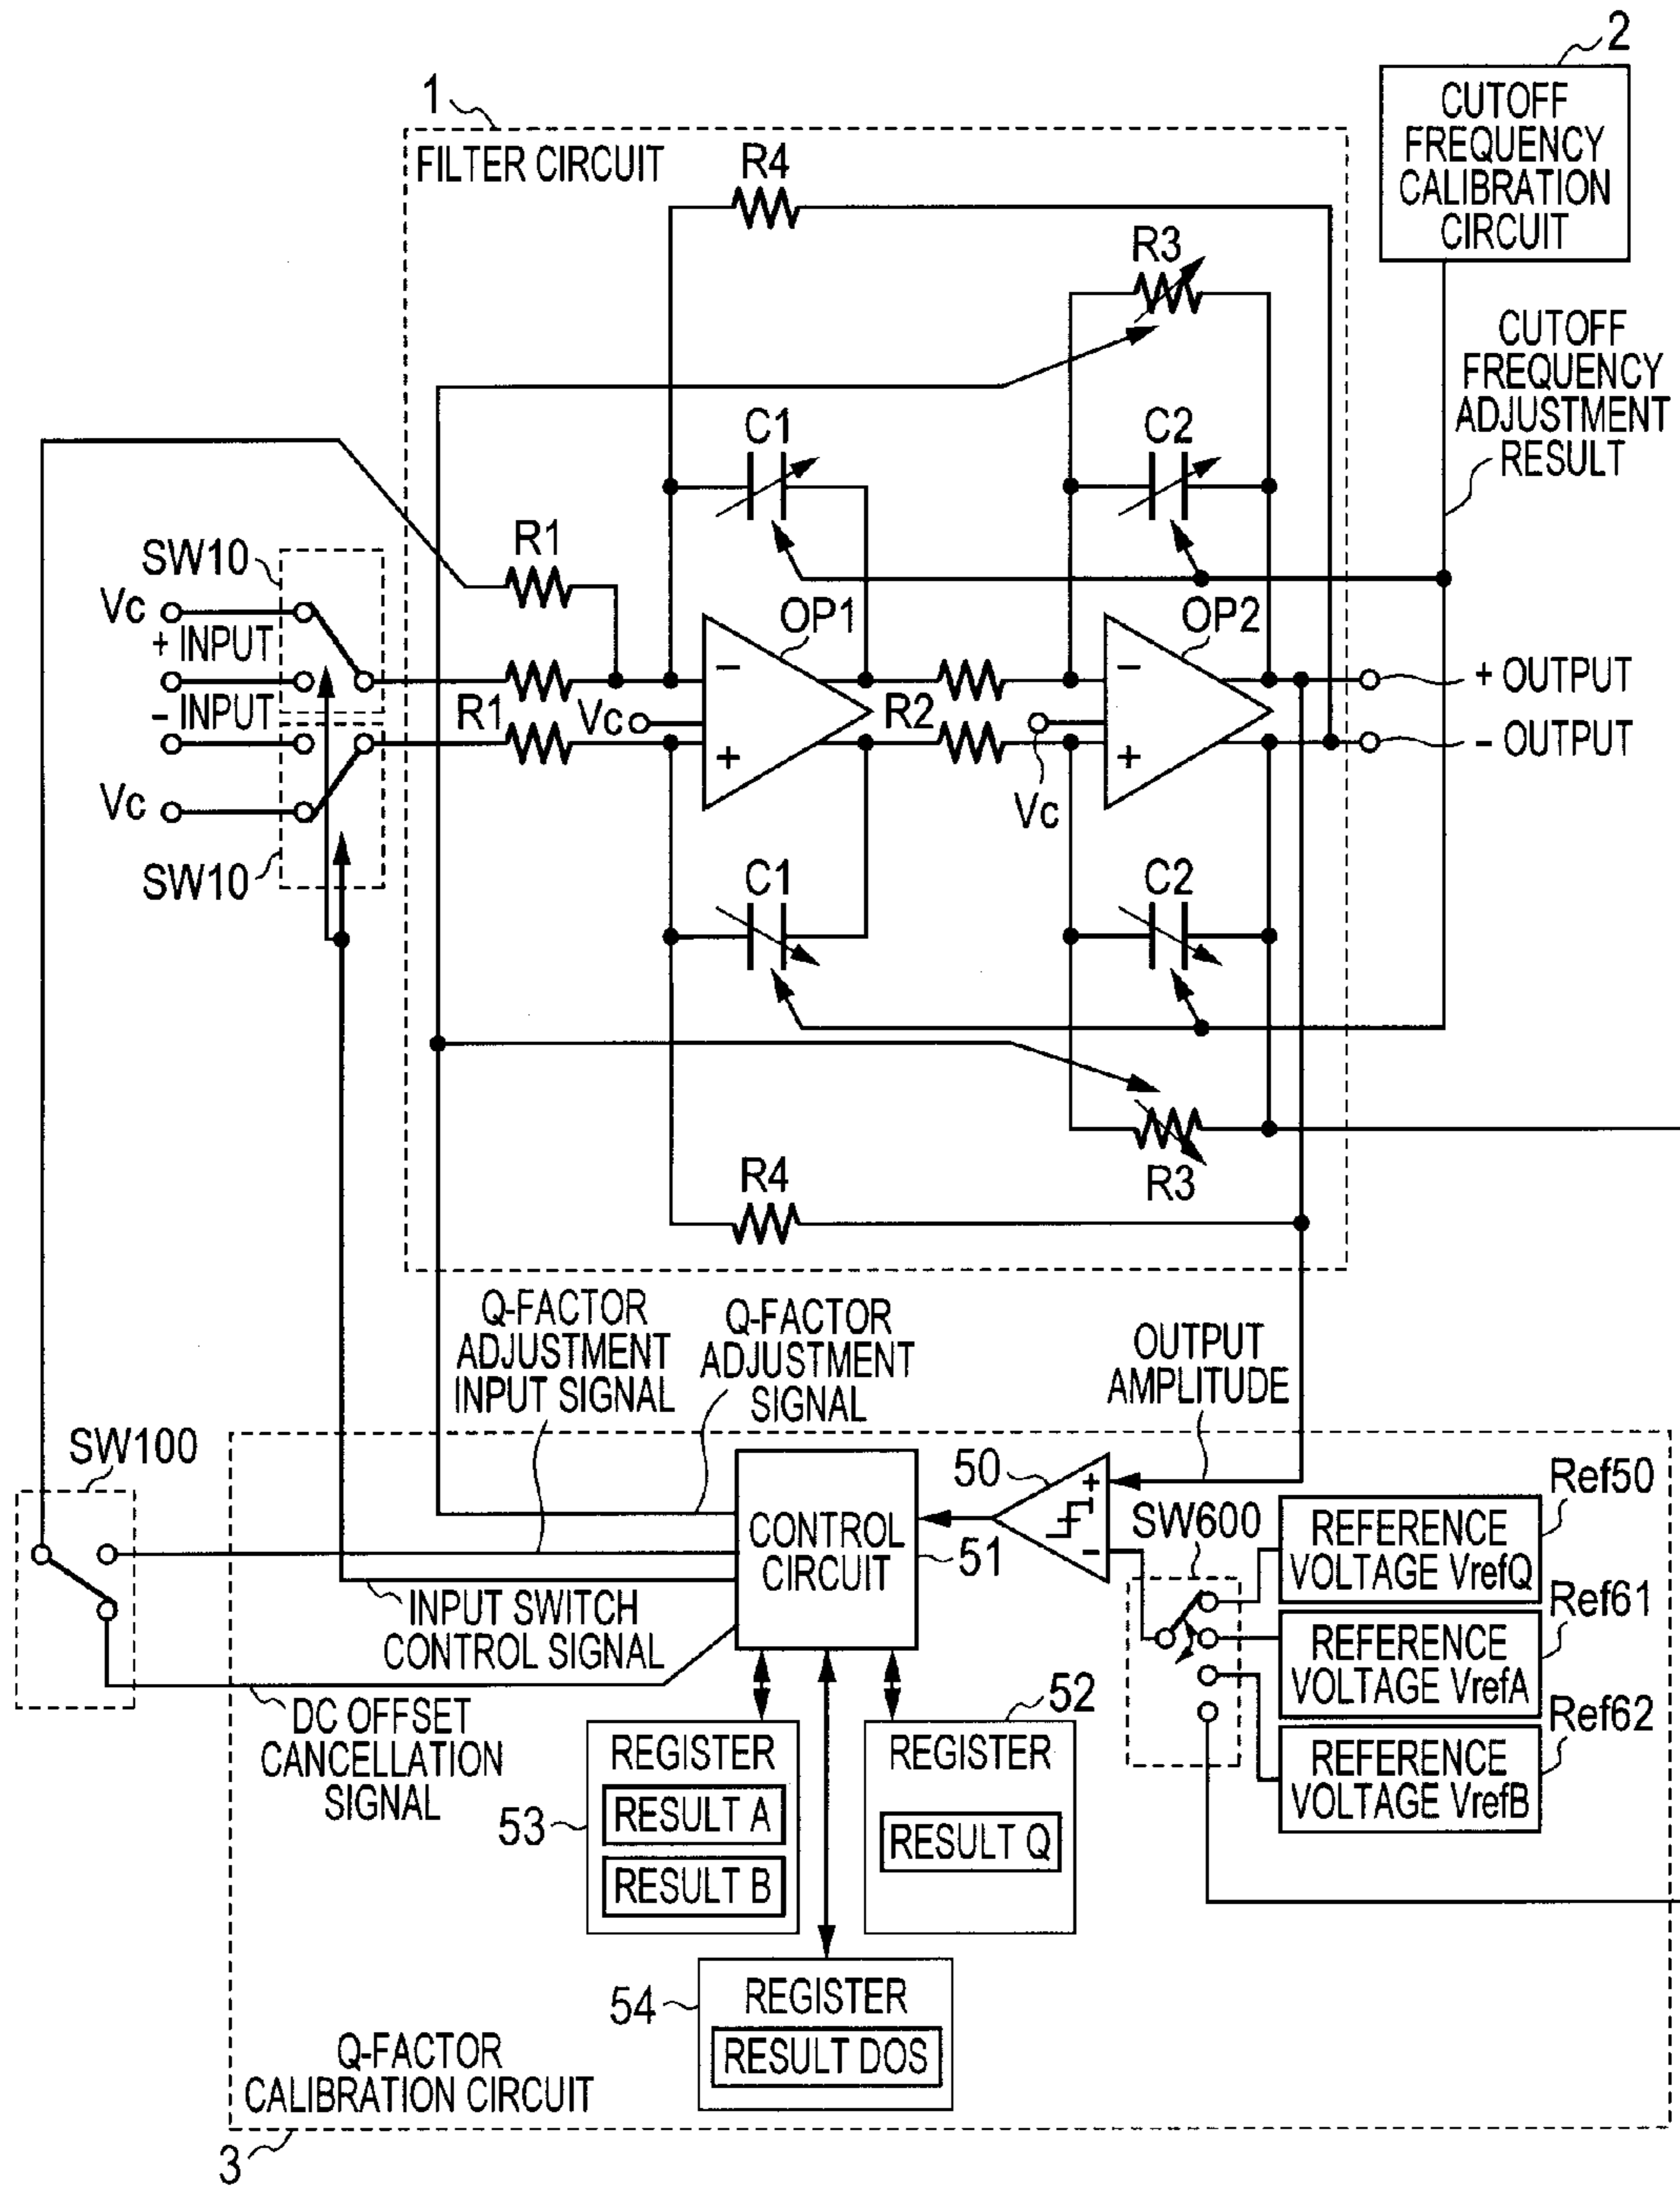 2
CUTOFF
FREQUENCY
CALIBRATION
CIRCUIT
1
FILTER CIRCUIT
R4
R3
CUTOFF
FREQUENCY
ADJUSTMENT
RESULT
C1
C2
R1
SW10
Vc
+ INPUT
- INPUT
Vc
SW10
OP1
OP2
−
−
R1
Vc
R2
+
+
Vc
+ OUTPUT
- OUTPUT
C1
C2
R3
R4
Q-FACTOR
ADJUSTMENT
INPUT SIGNAL
Q-FACTOR
ADJUSTMENT
SIGNAL
OUTPUT
AMPLITUDE
SW100
50
+
−
CONTROL
CIRCUIT
51
SW600
Ref50
REFERENCE
VOLTAGE VrefQ
Ref61
REFERENCE
VOLTAGE VrefA
Ref62
REFERENCE
VOLTAGE VrefB
INPUT SWITCH
CONTROL SIGNAL
DC OFFSET
CANCELLATION
SIGNAL
53
REGISTER
RESULT A
RESULT B
52
REGISTER
RESULT Q
54
REGISTER
RESULT DOS
Q-FACTOR
CALIBRATION CIRCUIT
3